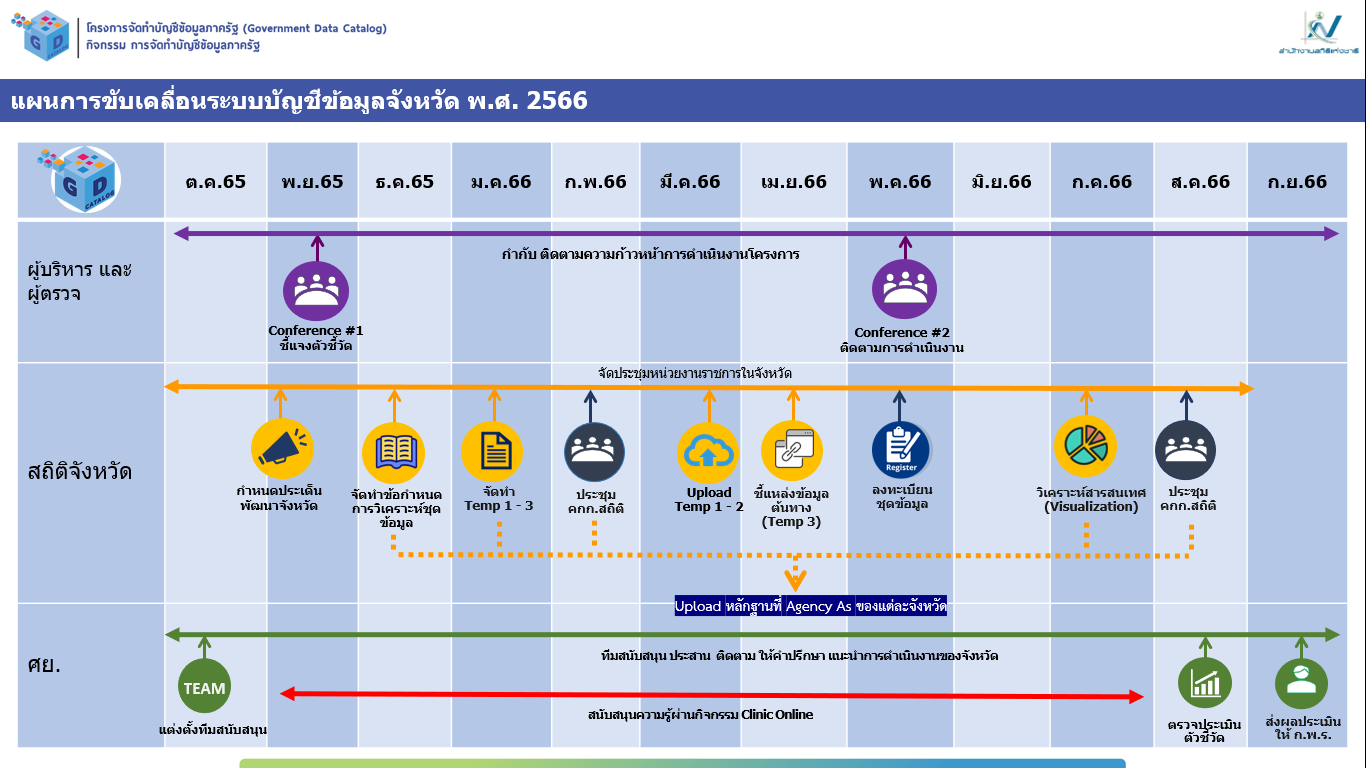 โครงการจัดทำบัญชีข้อมูลภาครัฐ (Government Data Catalog)
กิจกรรม การจัดทำบัญชีข้อมูลภาครัฐ
G D
CATALOG
สำนักงานสถิติแห่งชาติ
แผนการขับเคลื่อนระบบบัญชีข้อมูลจังหวัด พ.ศ. 2566
G D
CATALOG
ต.ค.65 พ.ย.65 ธ.ค.65 ม.ค.66 ก.พ.66 มี.ค.66 เม.ย.66 พ.ค.66 มิ.ย.66 ก.ค.66 ส.ค.66 ก.ย.66
ผู้บริหาร และ
ผู้ตรวจ
กำกับ ติดตามความก้าวหน้าการดำเนินงานโครงการ
Conference #1
ชี้แจงตัวชี้วัด
Conference #2
ติดตามการดำเนินงาน
สถิติจังหวัด
จัดประชุมหน่วยงานราชการในจังหวัด
กำหนดประเด็น
พัฒนาจังหวัด
จัดทำข้อกำหนด
การวิเคราะห์ชุด
ข้อมูล
จัดทำ
Temp 1 - 3
ประชุม
คกก.สถิติ
Upload
Temp 1 - 2
ชี้แหล่งข้อมูล
ต้นทาง
(Temp 3)
Register
ลงทะเบียน
ชุดข้อมูล
วิเคราะห์สารสนเทศ
(Visualization)
ประชุม
คกก.สถิติ
Upload หลักฐานที่ Agency As ของแต่ละจังหวัด
ศย.
ทีมสนับสนุน ประสาน ติดตาม ให้คำปรึกษา แนะนำการดำเนินงานของจังหวัด
TEAM
แต่งตั้งทีมสนับสนุน
สนับสนุนความรู้ผ่านกิจกรรม Clinic Online
ตรวจประเมิน
ตัวชี้วัด
ส่งผลประเมิน
ให้ ก.พ.ร.